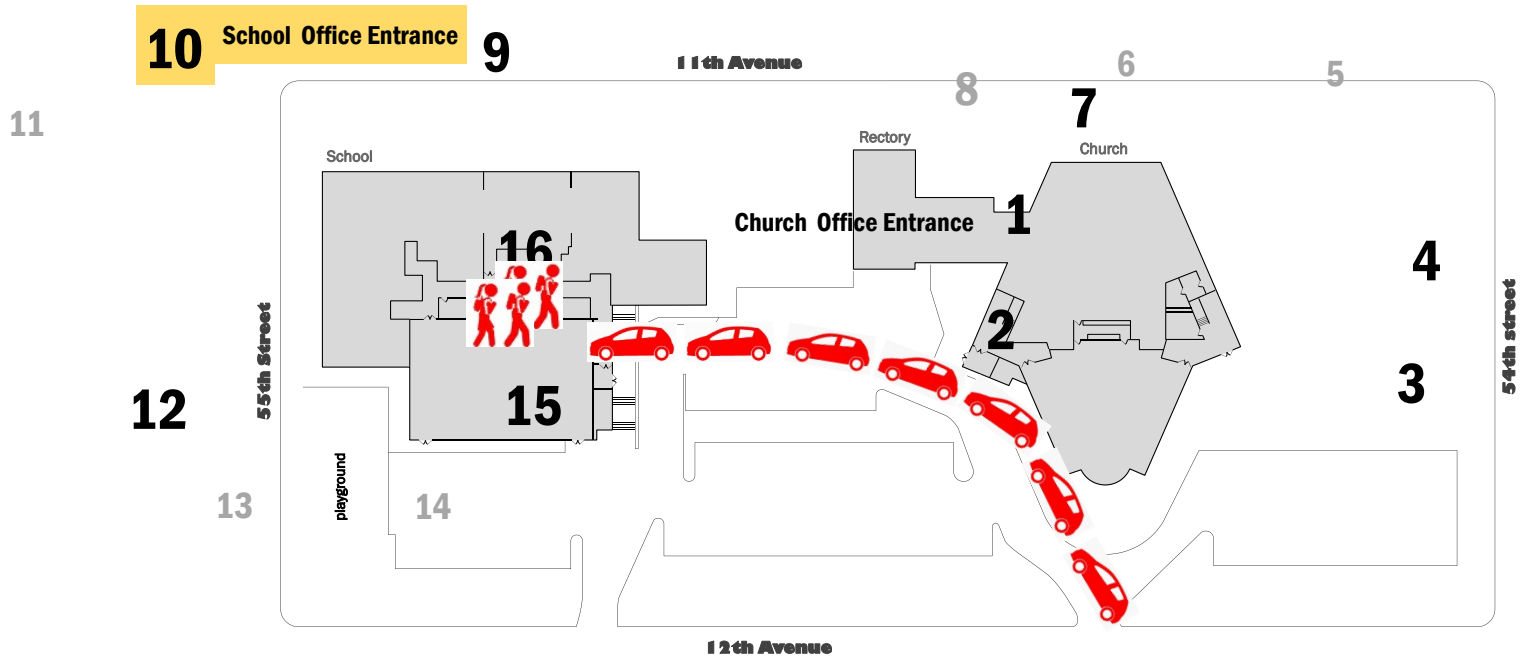 10 School Office Entrance
9
11th Avenue
6
5
8
7
11
School
Rectory
Church
1
Church Office Entrance
16
4
2
55th Street
54th street
3
12
15
playground
13
14
12th Avenue